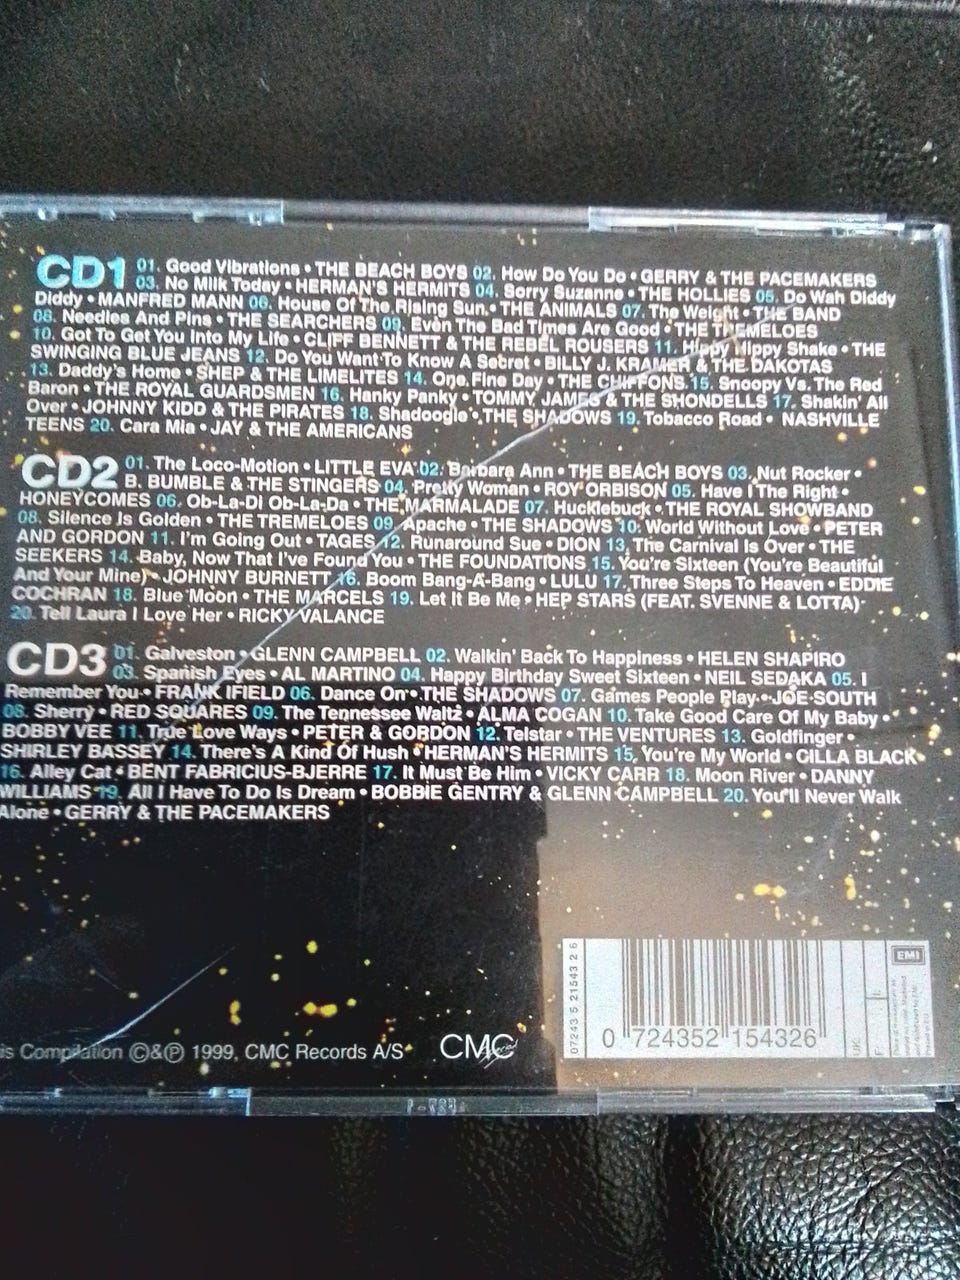 CD1 01. Good Vibrations • THE BEACH BOYS 02. How Do You Do • GERRY & THE PACEMAKERS
03. No Milk Today • HERMAN'S HERMITS 04. Sorry Suzanne • THE HOLLIES 05. Do Wah Diddy
Diddy • MANFRED MANN 06. House Of The Rising Sun • THE ANIMALS 07. The Weight • THE BAND
08. Needles And Pins • THE SEARCHERS 09. Even The Bad Times Are Good • THE TREMELOES
10. Got To Get You Into My Life • CLIFF BENNETT & THE REBEL ROUSERS 11. Hippy Hippy Shake • THE
SWINGING BLUE JEANS 12. Do You Want To Know A Secret • BILLY J. KRAMER & THE DAKOTAS
13. Daddy's Home • SHEP & THE LIMELITES 14. One Fine Day • THE CHIFFONS 15. Snoopy Vs. The Red
Baron • THE ROYAL GUARDSMEN 16. Hanky Panky • TOMMY JAMES & THE SHONDELLS 17. Shakin' All
Over • JOHNNY KIDD & THE PIRATES 18. Shadoogie • THE SHADOWS 19. Tobacco Road • NASHVILLE
TEENS 20. Cara Mia • JAY & THE AMERICANS
CD2 01. The Loco-Motion • LITTLE EVA 02. Barbara Ann • THE BEACH BOYS 03. Nut Rocker •
B. BUMBLE & THE STINGERS 04. Pretty Woman • ROY ORBISON 05. Have I The Right •
HONEYCOMES 06. Ob-La-Di Ob-La-Da • THE MARMALADE 07. Hucklebuck • THE ROYAL SHOWBAND
08. Silence Is Golden • THE TREMELOES 09. Apache • THE SHADOWS 10. World Without Love • PETER
AND GORDON 11. I'm Going Out • TAGES 12. Runaround Sue • DION 13. The Carnival Is Over • THE
SEEKERS 14. Baby, Now That I've Found You • THE FOUNDATIONS 15. You're Sixteen (You're Beautiful
And Your Mine) • JOHNNY BURNETT 16. Boom Bang-A-Bang • LULU 17. Three Steps To Heaven • EDDIE
COCHRAN 18. Blue Moon • THE MARCELS 19. Let It Be Me • HEP STARS (FEAT. SVENNE & LOTTA)
20. Tell Laura I Love Her • RICKY VALANCE
CD3 01. Galveston • GLENN CAMPBELL 02. Walkin' Back To Happiness • HELEN SHAPIRO
03. Spanish Eyes • AL MARTINO 04. Happy Birthday Sweet Sixteen • NEIL SEDAKA 05. I
Remember You • FRANK IFIELD 06. Dance On • THE SHADOWS 07. Games People Play • JOE SOUTH
08. Sherry • RED SQUARES 09. The Tennessee Waltz • ALMA COGAN 10. Take Good Care Of My Baby •
BOBBY VEE 11. True Love Ways • PETER & GORDON 12. Telstar • THE VENTURES 13. Goldfinger •
SHIRLEY BASSEY 14. There's A Kind Of Hush • HERMAN'S HERMITS 15. You're My World • CILLA BLACK
16. Alley Cat • BENT FABRICIUS-BJERRE 17. It Must Be Him • VICKY CARR 18. Moon River • DANNY
WILLIAMS 19. All I Have To Do Is Dream • BOBBIE GENTRY & GLENN CAMPBELL 20. You'll Never Walk
Alone • GERRY & THE PACEMAKERS
is Compilation ©&℗ 1999, CMC Records A/S
CMC
07243 5 21543 2 6
0 724352 154326
UK:
F:
EMI